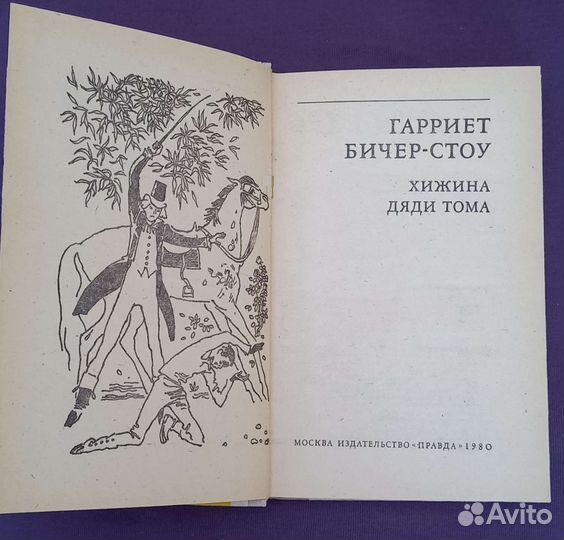 ГАРРИЕТ
БИЧЕР-СТОУ
ХИЖИНА
ДЯДИ ТОМА
МОСКВА ИЗДАТЕЛЬСТВО «ПРАВДА» 1980
Avito